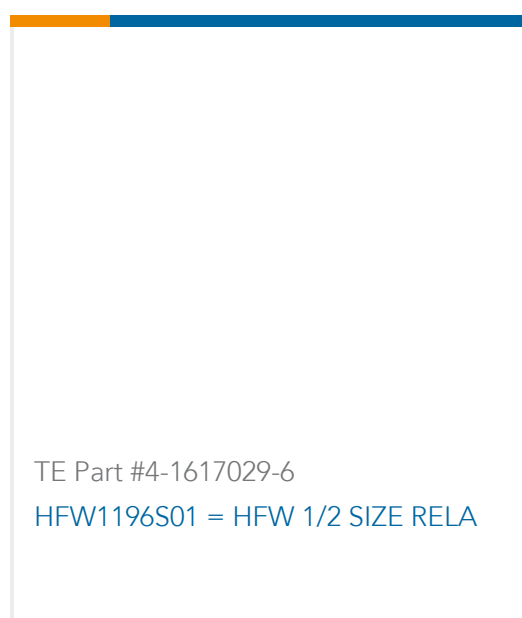 TE Part #4-1617029-6
HFW1196S01 = HFW 1/2 SIZE RELA